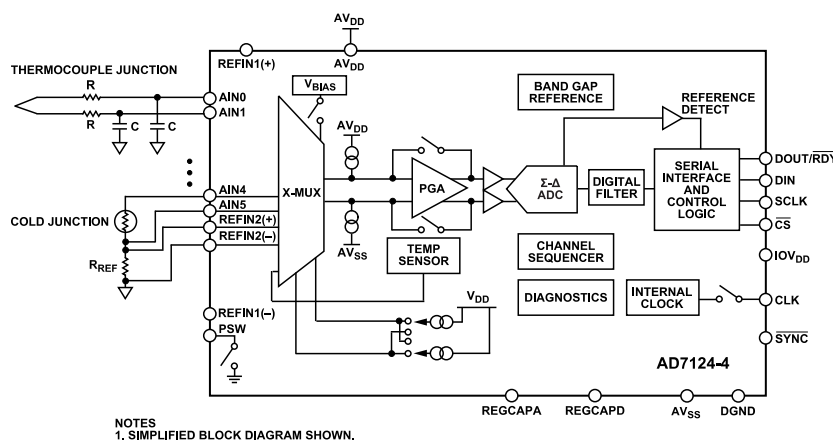 AVDD
REFIN1(+)
AVDD
THERMOCOUPLE JUNCTION
R
AIN0
AIN1
R
C
C
VBIAS
BAND GAP
REFERENCE
REFERENCE
DETECT
AVDD
X-MUX
PGA
Σ-Δ
ADC
DIGITAL
FILTER
SERIAL
INTERFACE
AND
CONTROL
LOGIC
DOUT/RDY
DIN
SCLK
CS
AIN4
AIN5
COLD JUNCTION
REFIN2(+)
REFIN2(–)
RREF
AVSS
TEMP
SENSOR
CHANNEL
SEQUENCER
IOVDD
VDD
DIAGNOSTICS
INTERNAL
CLOCK
CLK
REFIN1(–)
PSW
SYNC
AD7124-4
REGCAPA
REGCAPD
AVSS
DGND
NOTES
1. SIMPLIFIED BLOCK DIAGRAM SHOWN.